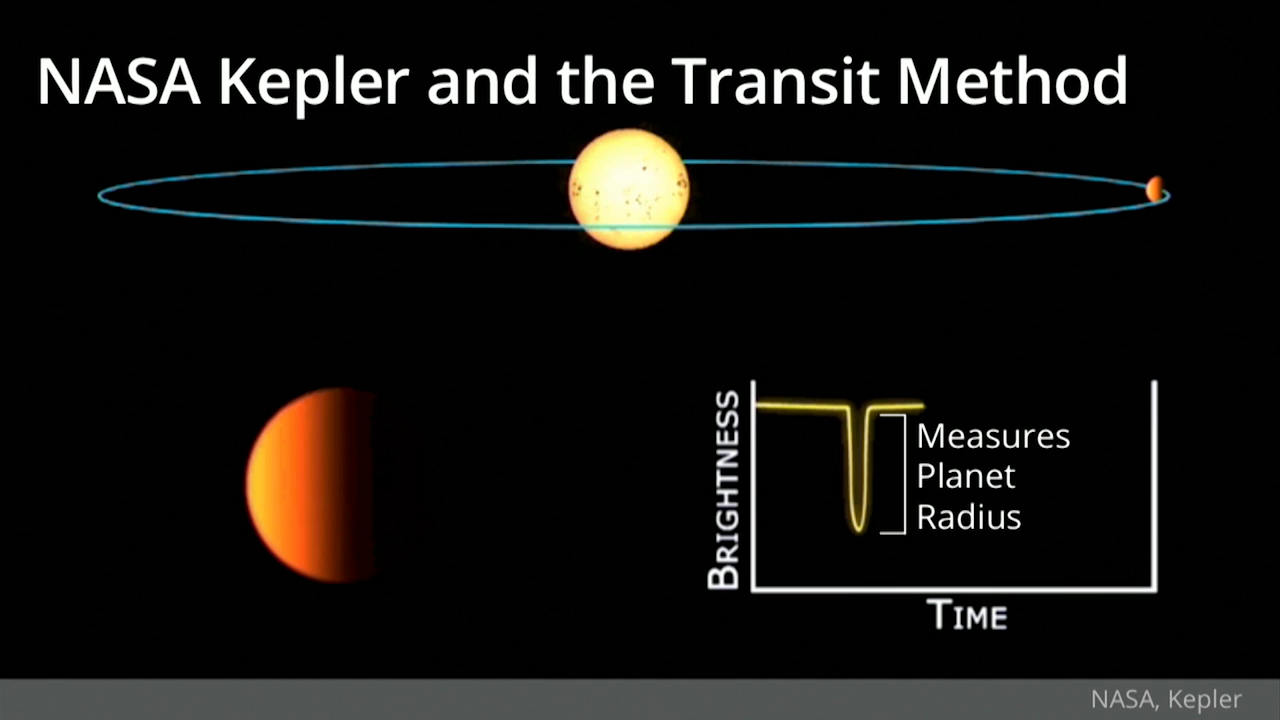 NASA Kepler and the Transit Method
BRIGHTNESS
Measures
Planet
Radius
TIME
NASA, Kepler